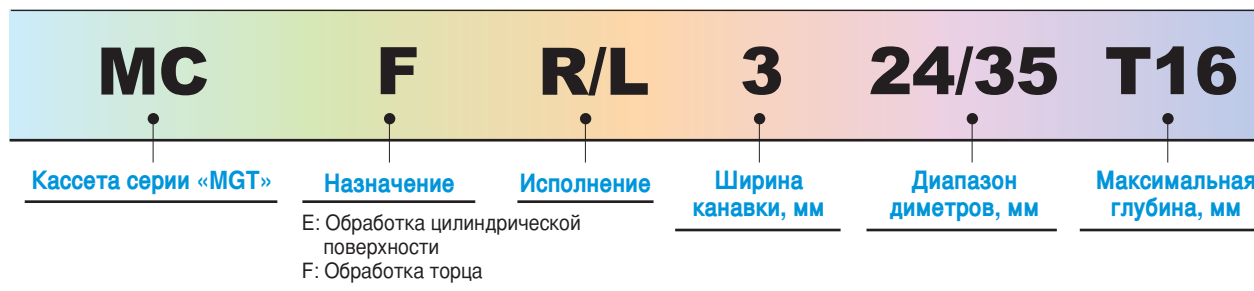 MC F R/L 3 24/35 T16
Кассета серии «MGT»
Назначение
E: Обработка цилиндрической
поверхности
F: Обработка торца
Исполнение
Ширина
канавки, мм
Диапазон
диметров, мм
Максимальная
глубина, мм